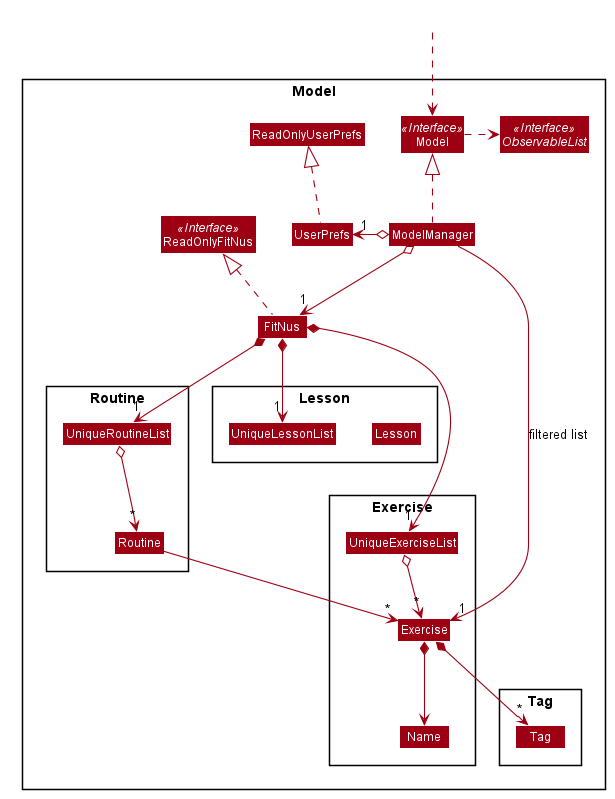 Model
«Interface»
Model
«Interface»
ObservableList
ReadOnlyUserPrefs
«Interface»
ReadOnlyFitNus
UserPrefs
1
ModelManager
1
FitNus
Routine
1
UniqueRoutineList
*
Routine
Lesson
1
UniqueLessonList
Lesson
filtered list
Exercise
1
UniqueExerciseList
*
*
1
Exercise
Name
Tag
*
Tag